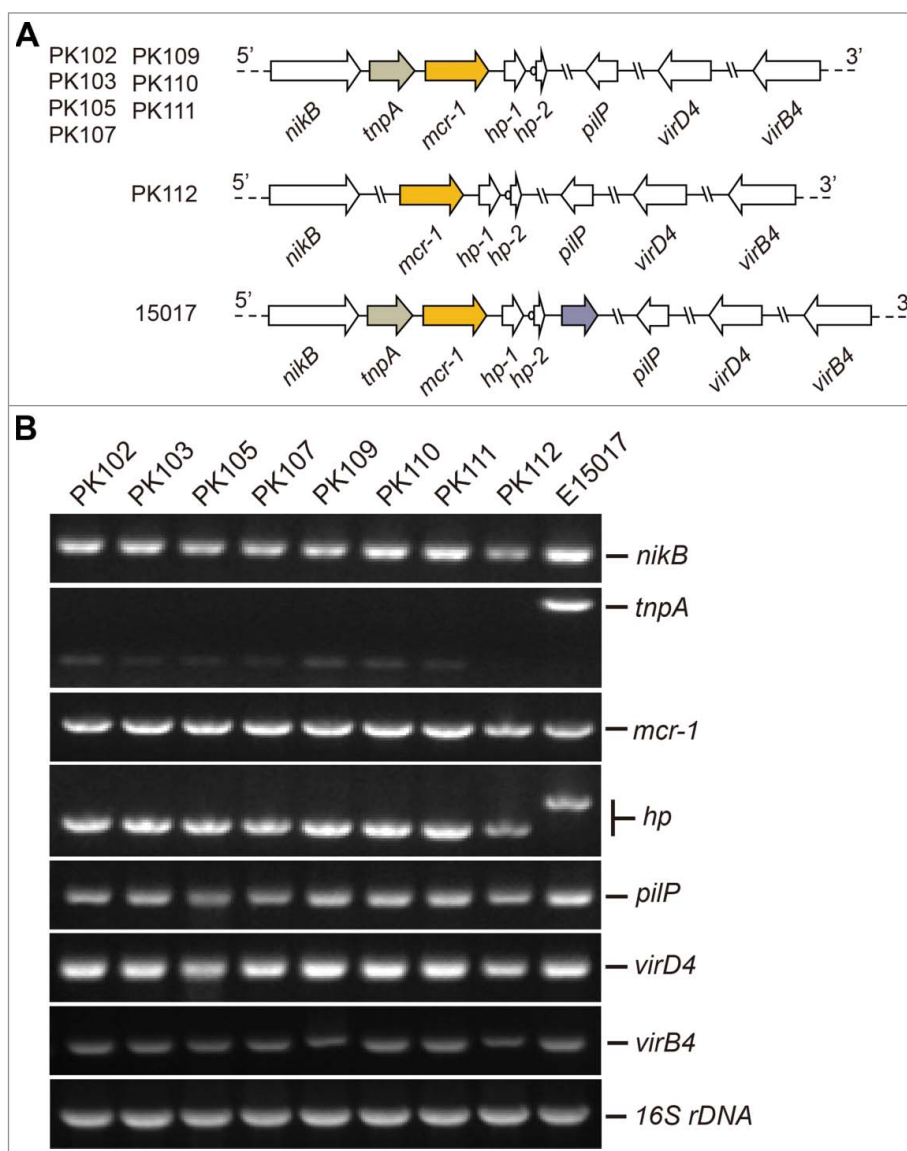 A
PK102 PK109
PK103 PK110
PK105 PK111
PK107
5’ 3’
nikB tnpA mcr-1 hp-1 hp-2 pilP virD4 virB4
PK112
5’ 3’
nikB mcr-1 hp-1 hp-2 pilP virD4 virB4
15017
5’ 3’
nikB tnpA mcr-1 hp-1 hp-2 pilP virD4 virB4
B
PK102 PK103 PK105 PK107 PK109 PK110 PK111 PK112 E15017
nikB
tnpA
mcr-1
hp
pilP
virD4
virB4
16S rDNA